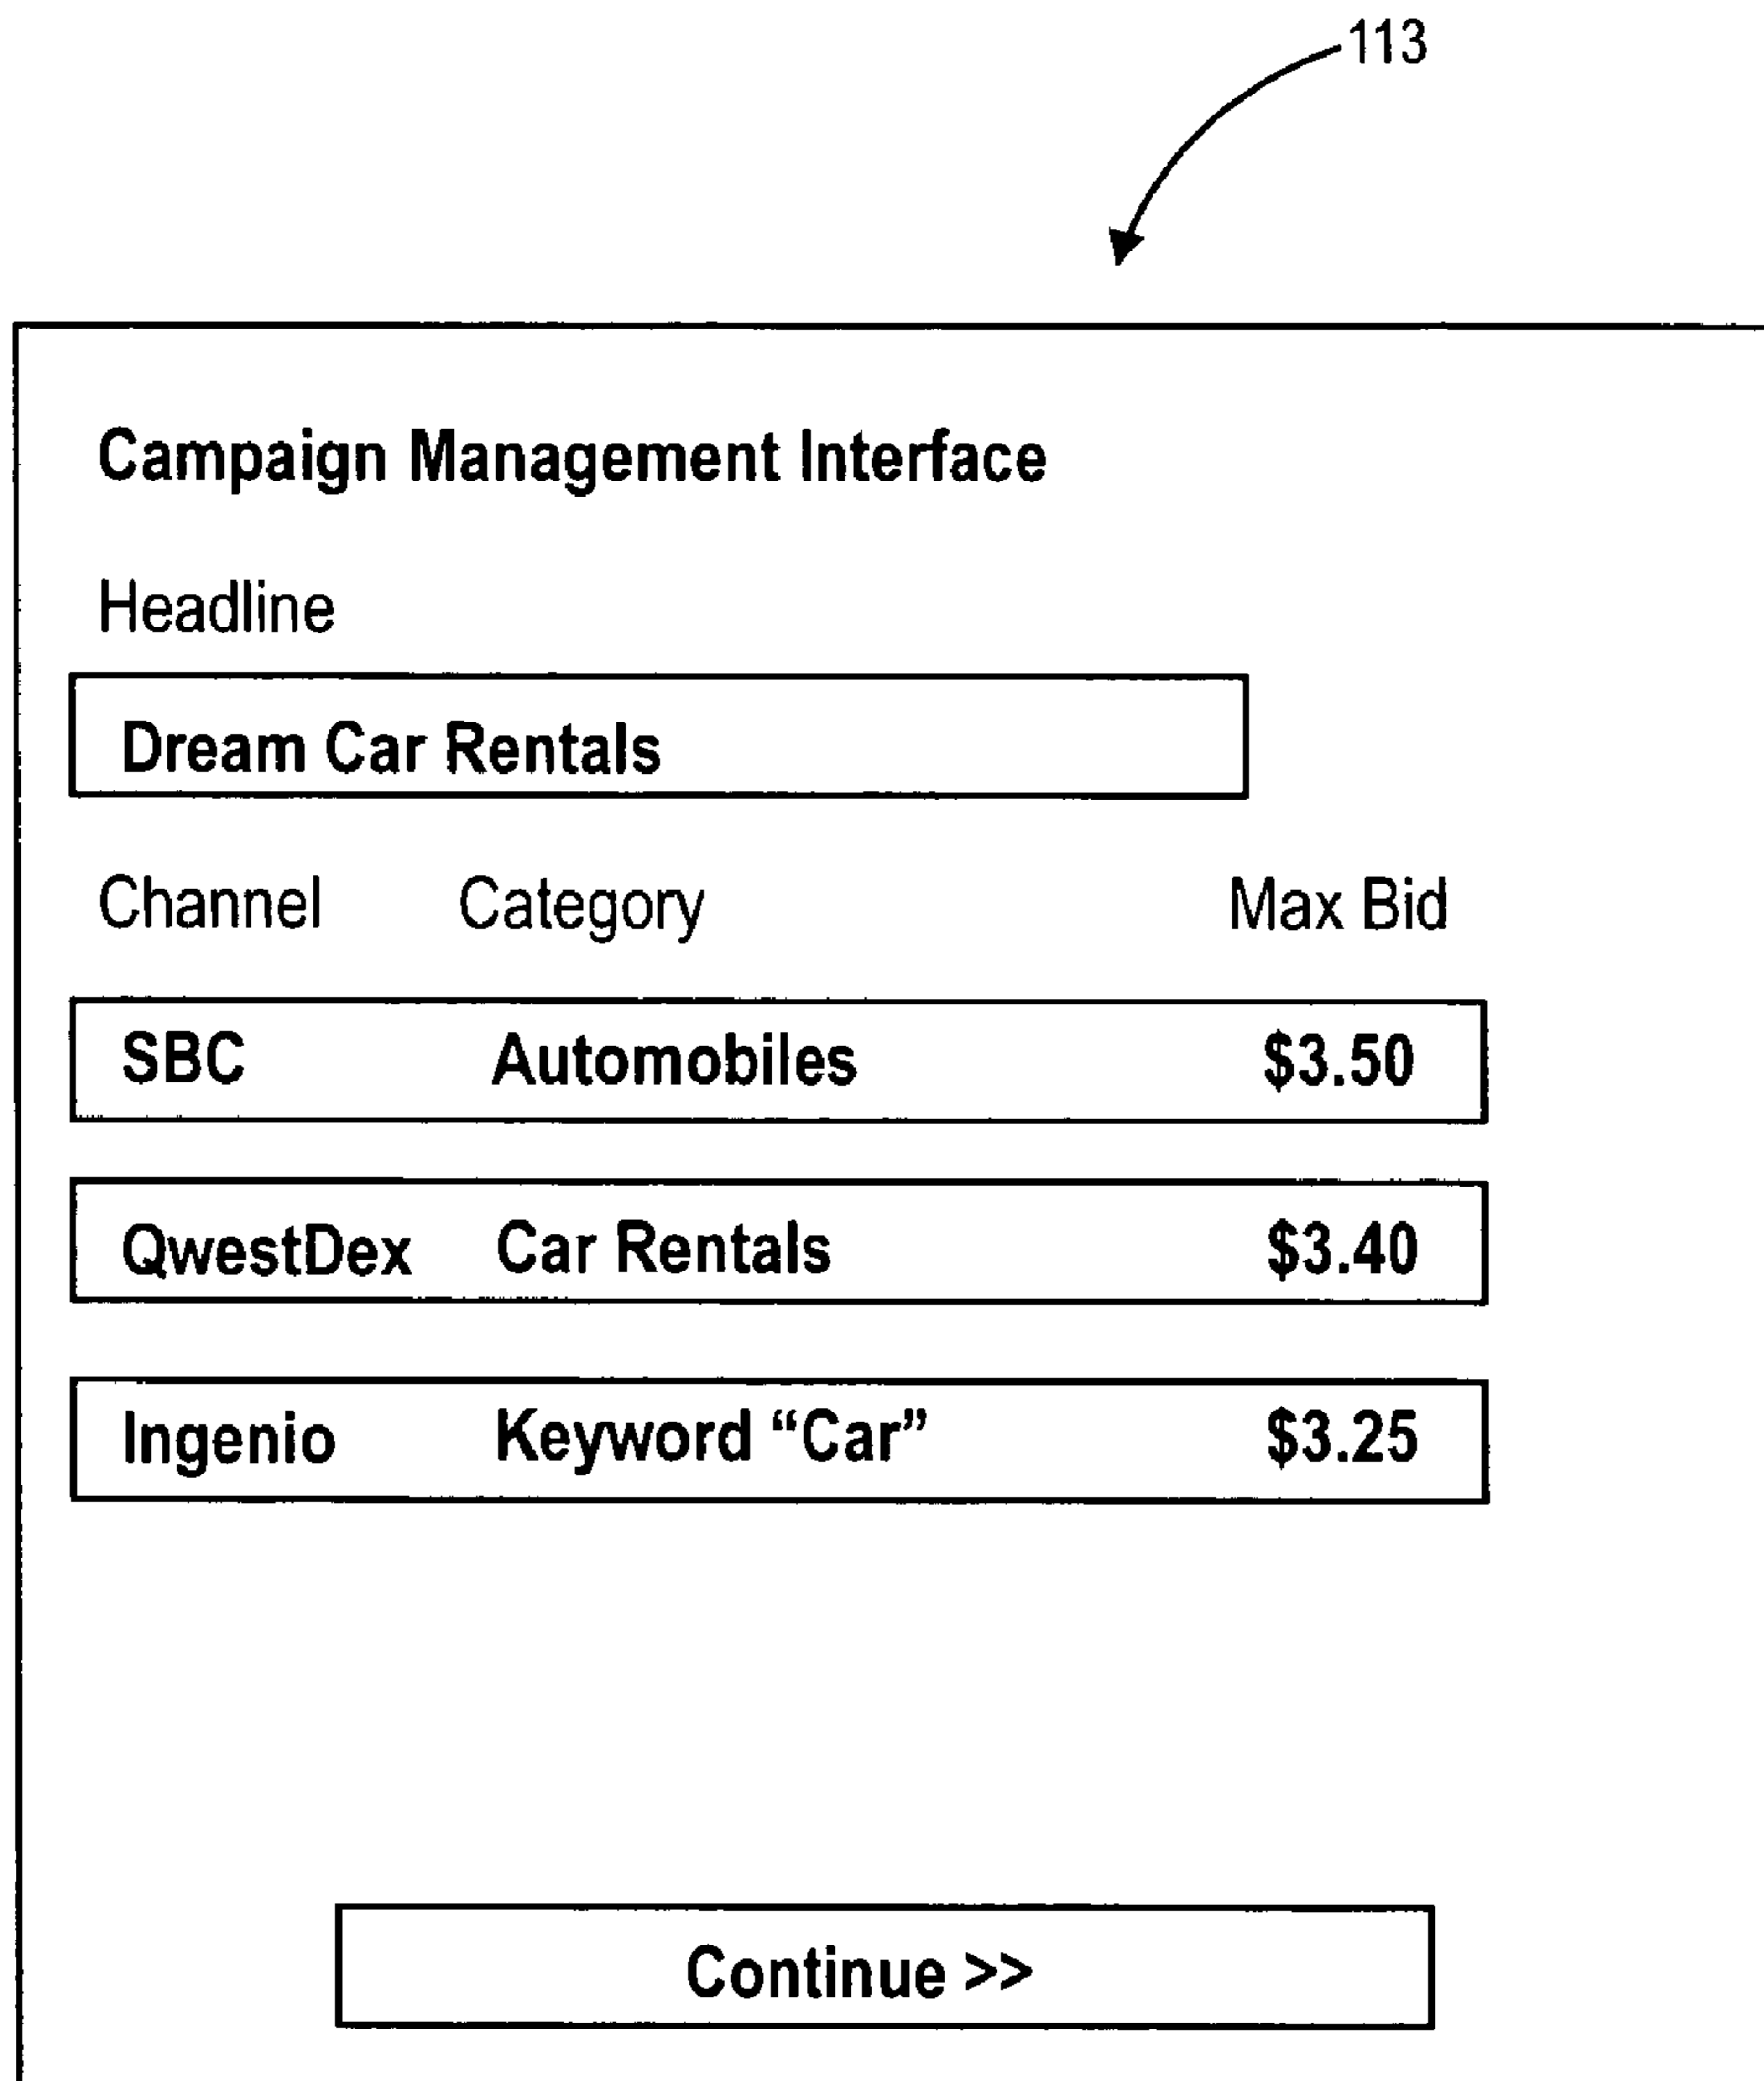 113
Campaign Management Interface
Headline
Dream Car Rentals
Channel Category Max Bid
SBC Automobiles $3.50
QwestDex Car Rentals $3.40
Ingenio Keyword “Car” $3.25
Continue >>